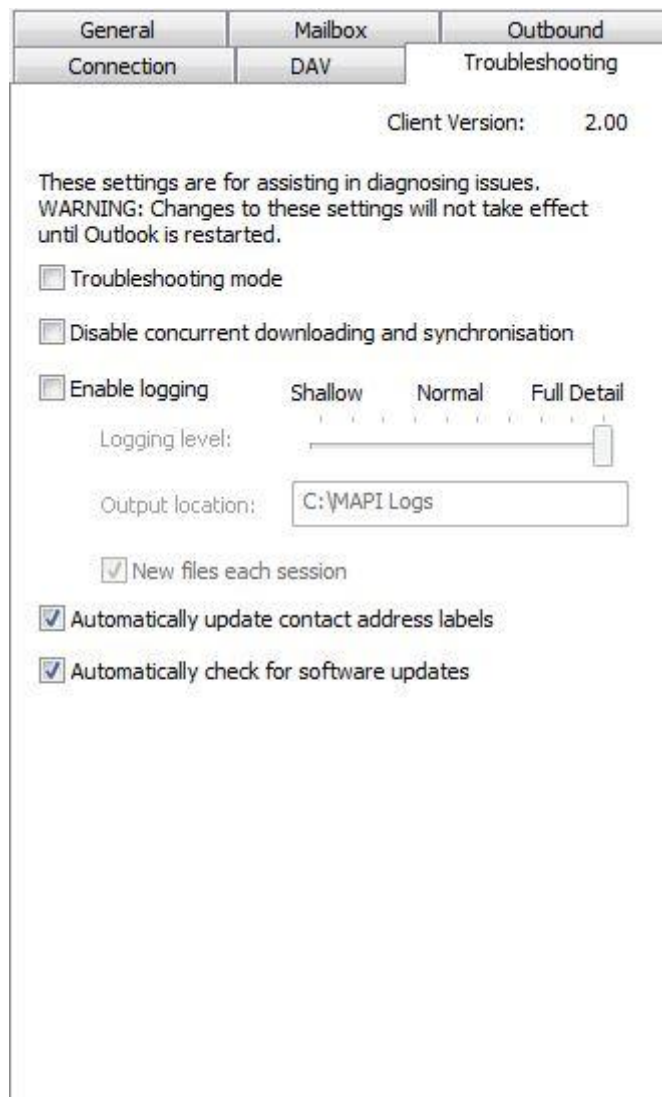 General Mailbox Outbound
Connection DAV Troubleshooting
Client Version: 2.00
These settings are for assisting in diagnosing issues.
WARNING: Changes to these settings will not take effect
until Outlook is restarted.
Troubleshooting mode
Disable concurrent downloading and synchronisation
Enable logging Shallow Normal Full Detail
Logging level:
Output location: C:\MAPI Logs
New files each session
Automatically update contact address labels
Automatically check for software updates